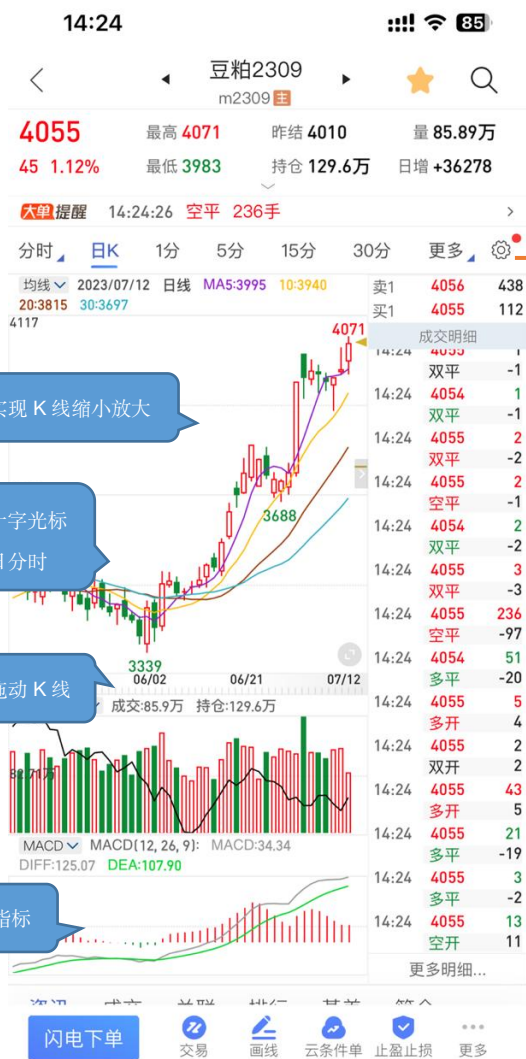 14:24
85
豆粕2309
m2309 主
4055
最高 4071
昨结 4010
量 85.89万
45 1.12%
最低 3983
持仓 129.6万
日增 +36278
大单提醒 14:24:26 空平 236手
分时 日K 1分 5分 15分 30分 更多
均线 2023/07/12 日线 MA5:3995 10:3940
20:3815 30:3697
4117
4071
实现 K 线缩小放大
十字光标
日分时
3688
3339
拖动 K 线
06/02 06/21 07/12
成交:85.9万 持仓:129.6万
82.71万
MACD MACD(12, 26, 9): MACD:34.34
DIFF:125.07 DEA:107.90
指标
卖1 4056 438
买1 4055 112
成交明细
14:24 4055 1
双平 -1
14:24 4054 1
双平 -1
14:24 4055 2
双平 -2
14:24 4055 2
空平 -1
14:24 4054 2
双平 -2
14:24 4055 3
双平 -3
14:24 4055 236
空平 -97
14:24 4054 51
多平 -20
14:24 4055 5
多开 4
14:24 4055 2
双开 2
14:24 4055 43
多开 5
14:24 4055 21
多平 -19
14:24 4055 3
多平 -2
14:24 4055 13
空开 11
更多明细...
闪电下单 交易 画线 云条件单 止盈止损 更多